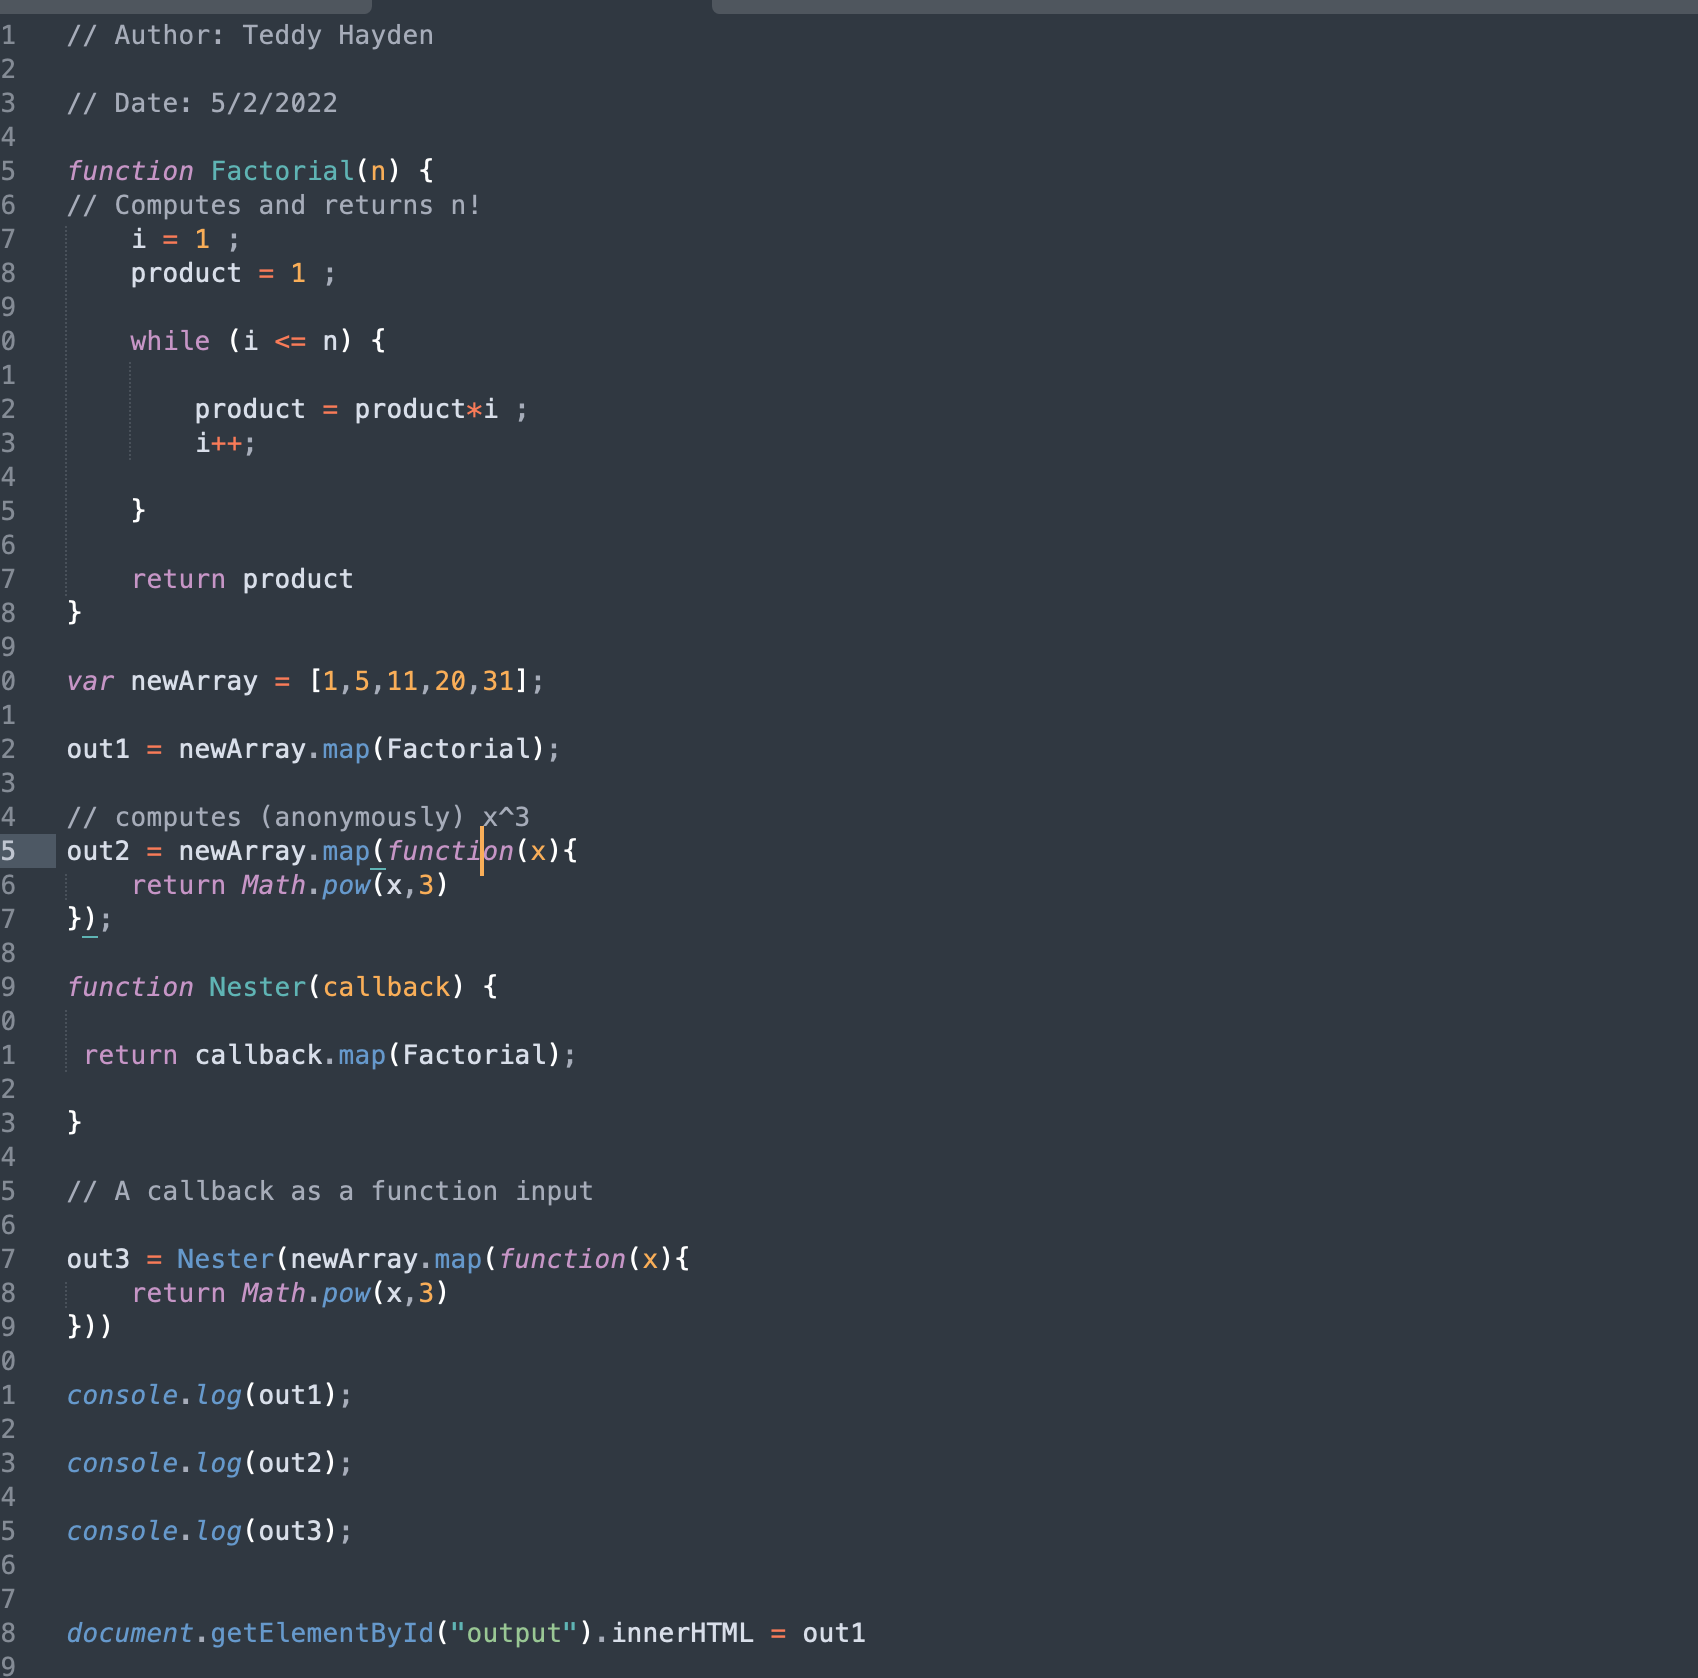 1 // Author: Teddy Hayden
2
3 // Date: 5/2/2022
4
5 function Factorial(n) {
6 // Computes and returns n!
7     i = 1 ;
8     product = 1 ;
9
0     while (i <= n) {
1
2         product = product*i ;
3         i++;
4
5     }
6
7     return product
8 }
9
0 var newArray = [1,5,11,20,31];
1
2 out1 = newArray.map(Factorial);
3
4 // computes (anonymously) x^3
5 out2 = newArray.map(function(x){
6     return Math.pow(x,3)
7 });
8
9 function Nester(callback) {
0
1  return callback.map(Factorial);
2
3 }
4
5 // A callback as a function input
6
7 out3 = Nester(newArray.map(function(x){
8     return Math.pow(x,3)
9 }))
0
1 console.log(out1);
2
3 console.log(out2);
4
5 console.log(out3);
6
7
8 document.getElementById("output").innerHTML = out1
9